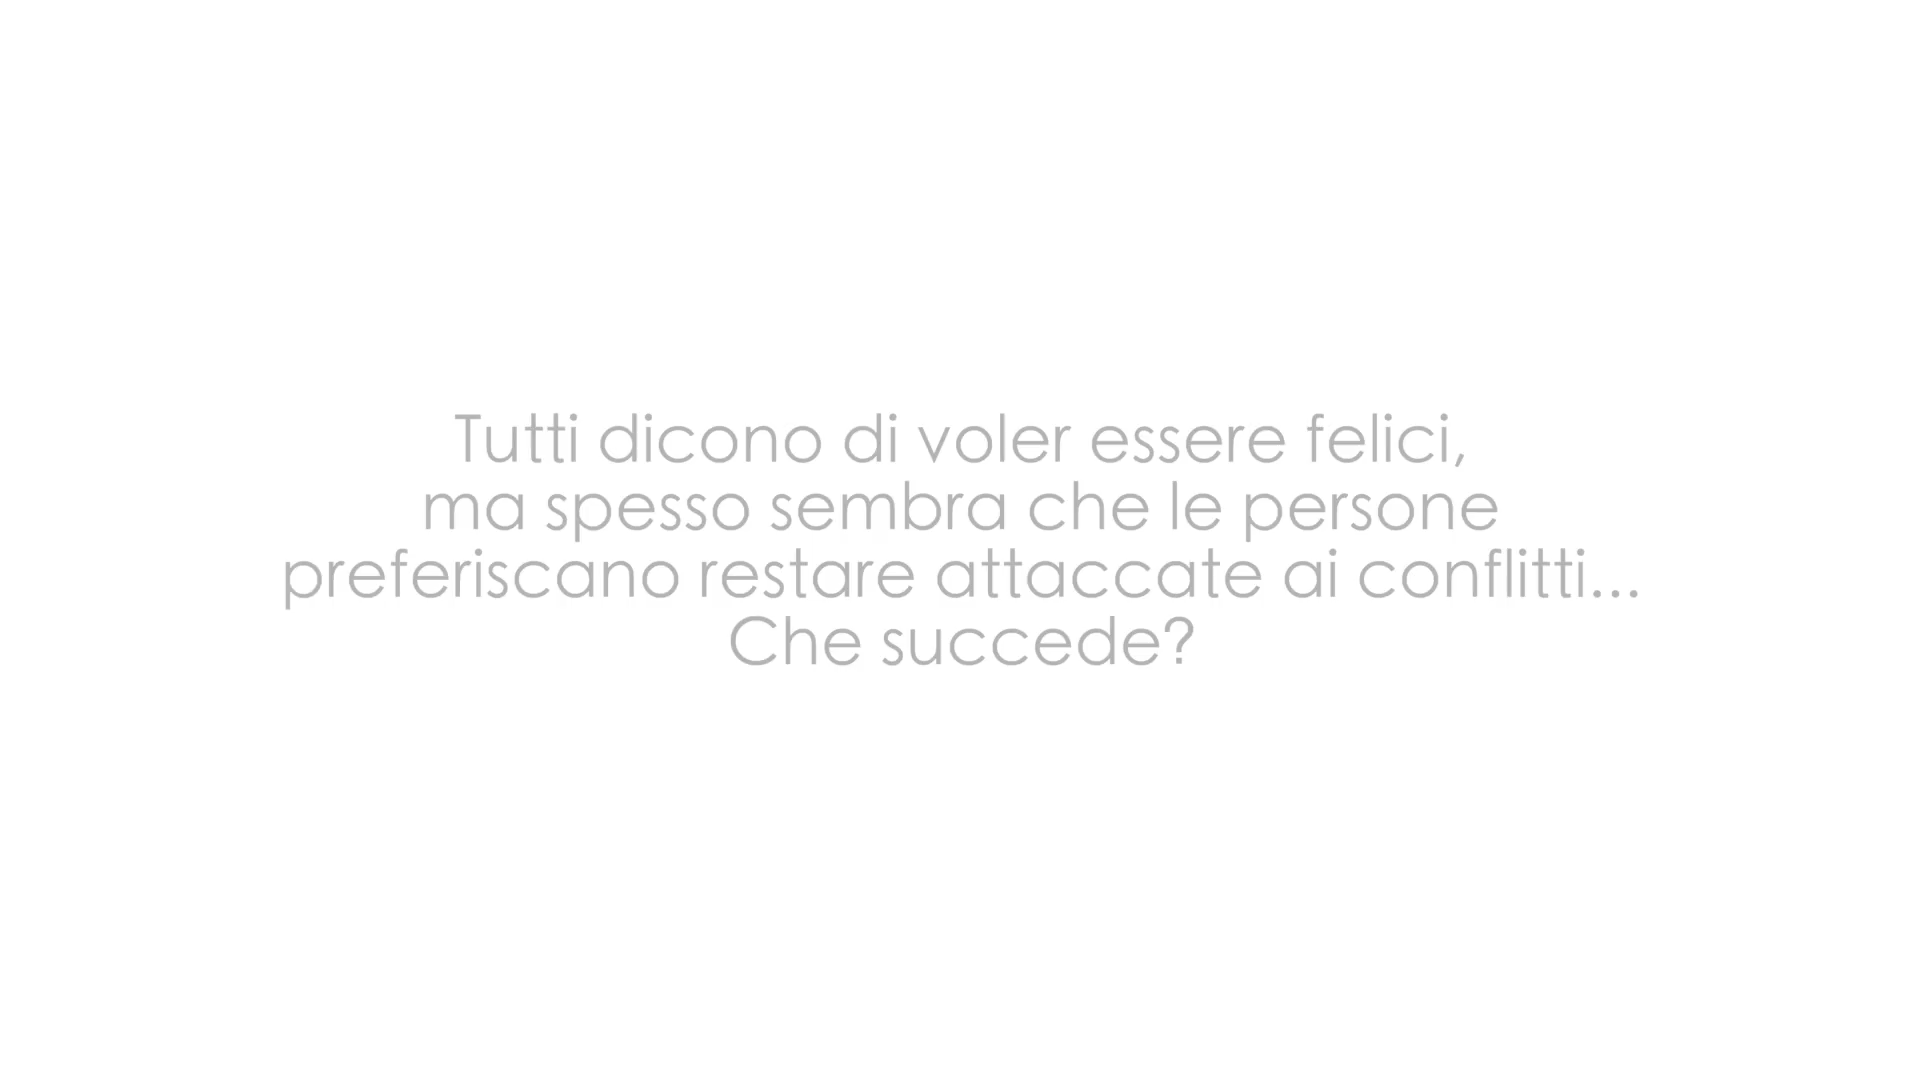 Tutti dicono di voler essere felici,
ma spesso sembra che le persone
preferiscano restare attaccate ai conflitti...
Che succede?